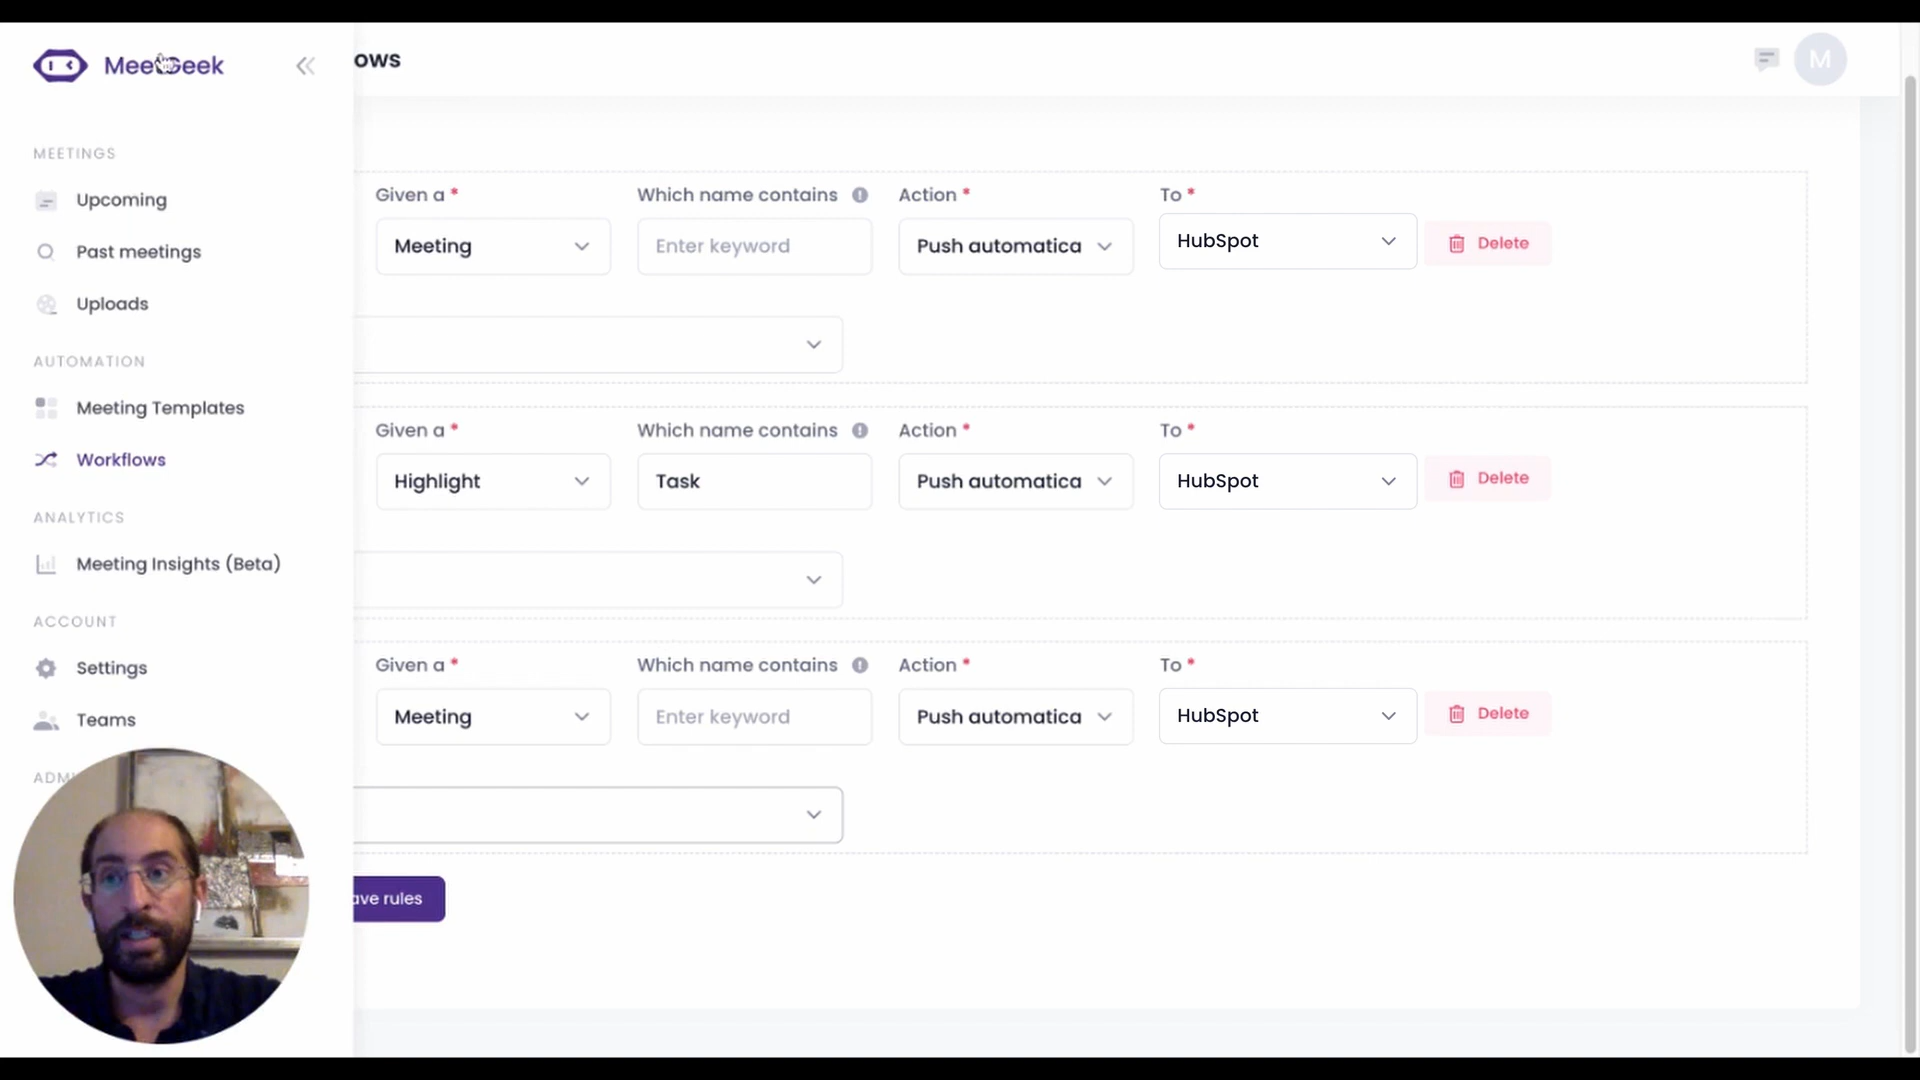 MeetGeek
ows
M
MEETINGS
Upcoming
Past meetings
Uploads
AUTOMATION
Meeting Templates
Workflows
ANALYTICS
Meeting Insights (Beta)
ACCOUNT
Settings
Teams
ADM
Given a * Which name contains Action * To *
Meeting Enter keyword Push automatica HubSpot Delete
Given a * Which name contains Action * To *
Highlight Task Push automatica HubSpot Delete
Given a * Which name contains Action * To *
Meeting Enter keyword Push automatica HubSpot Delete
ave rules